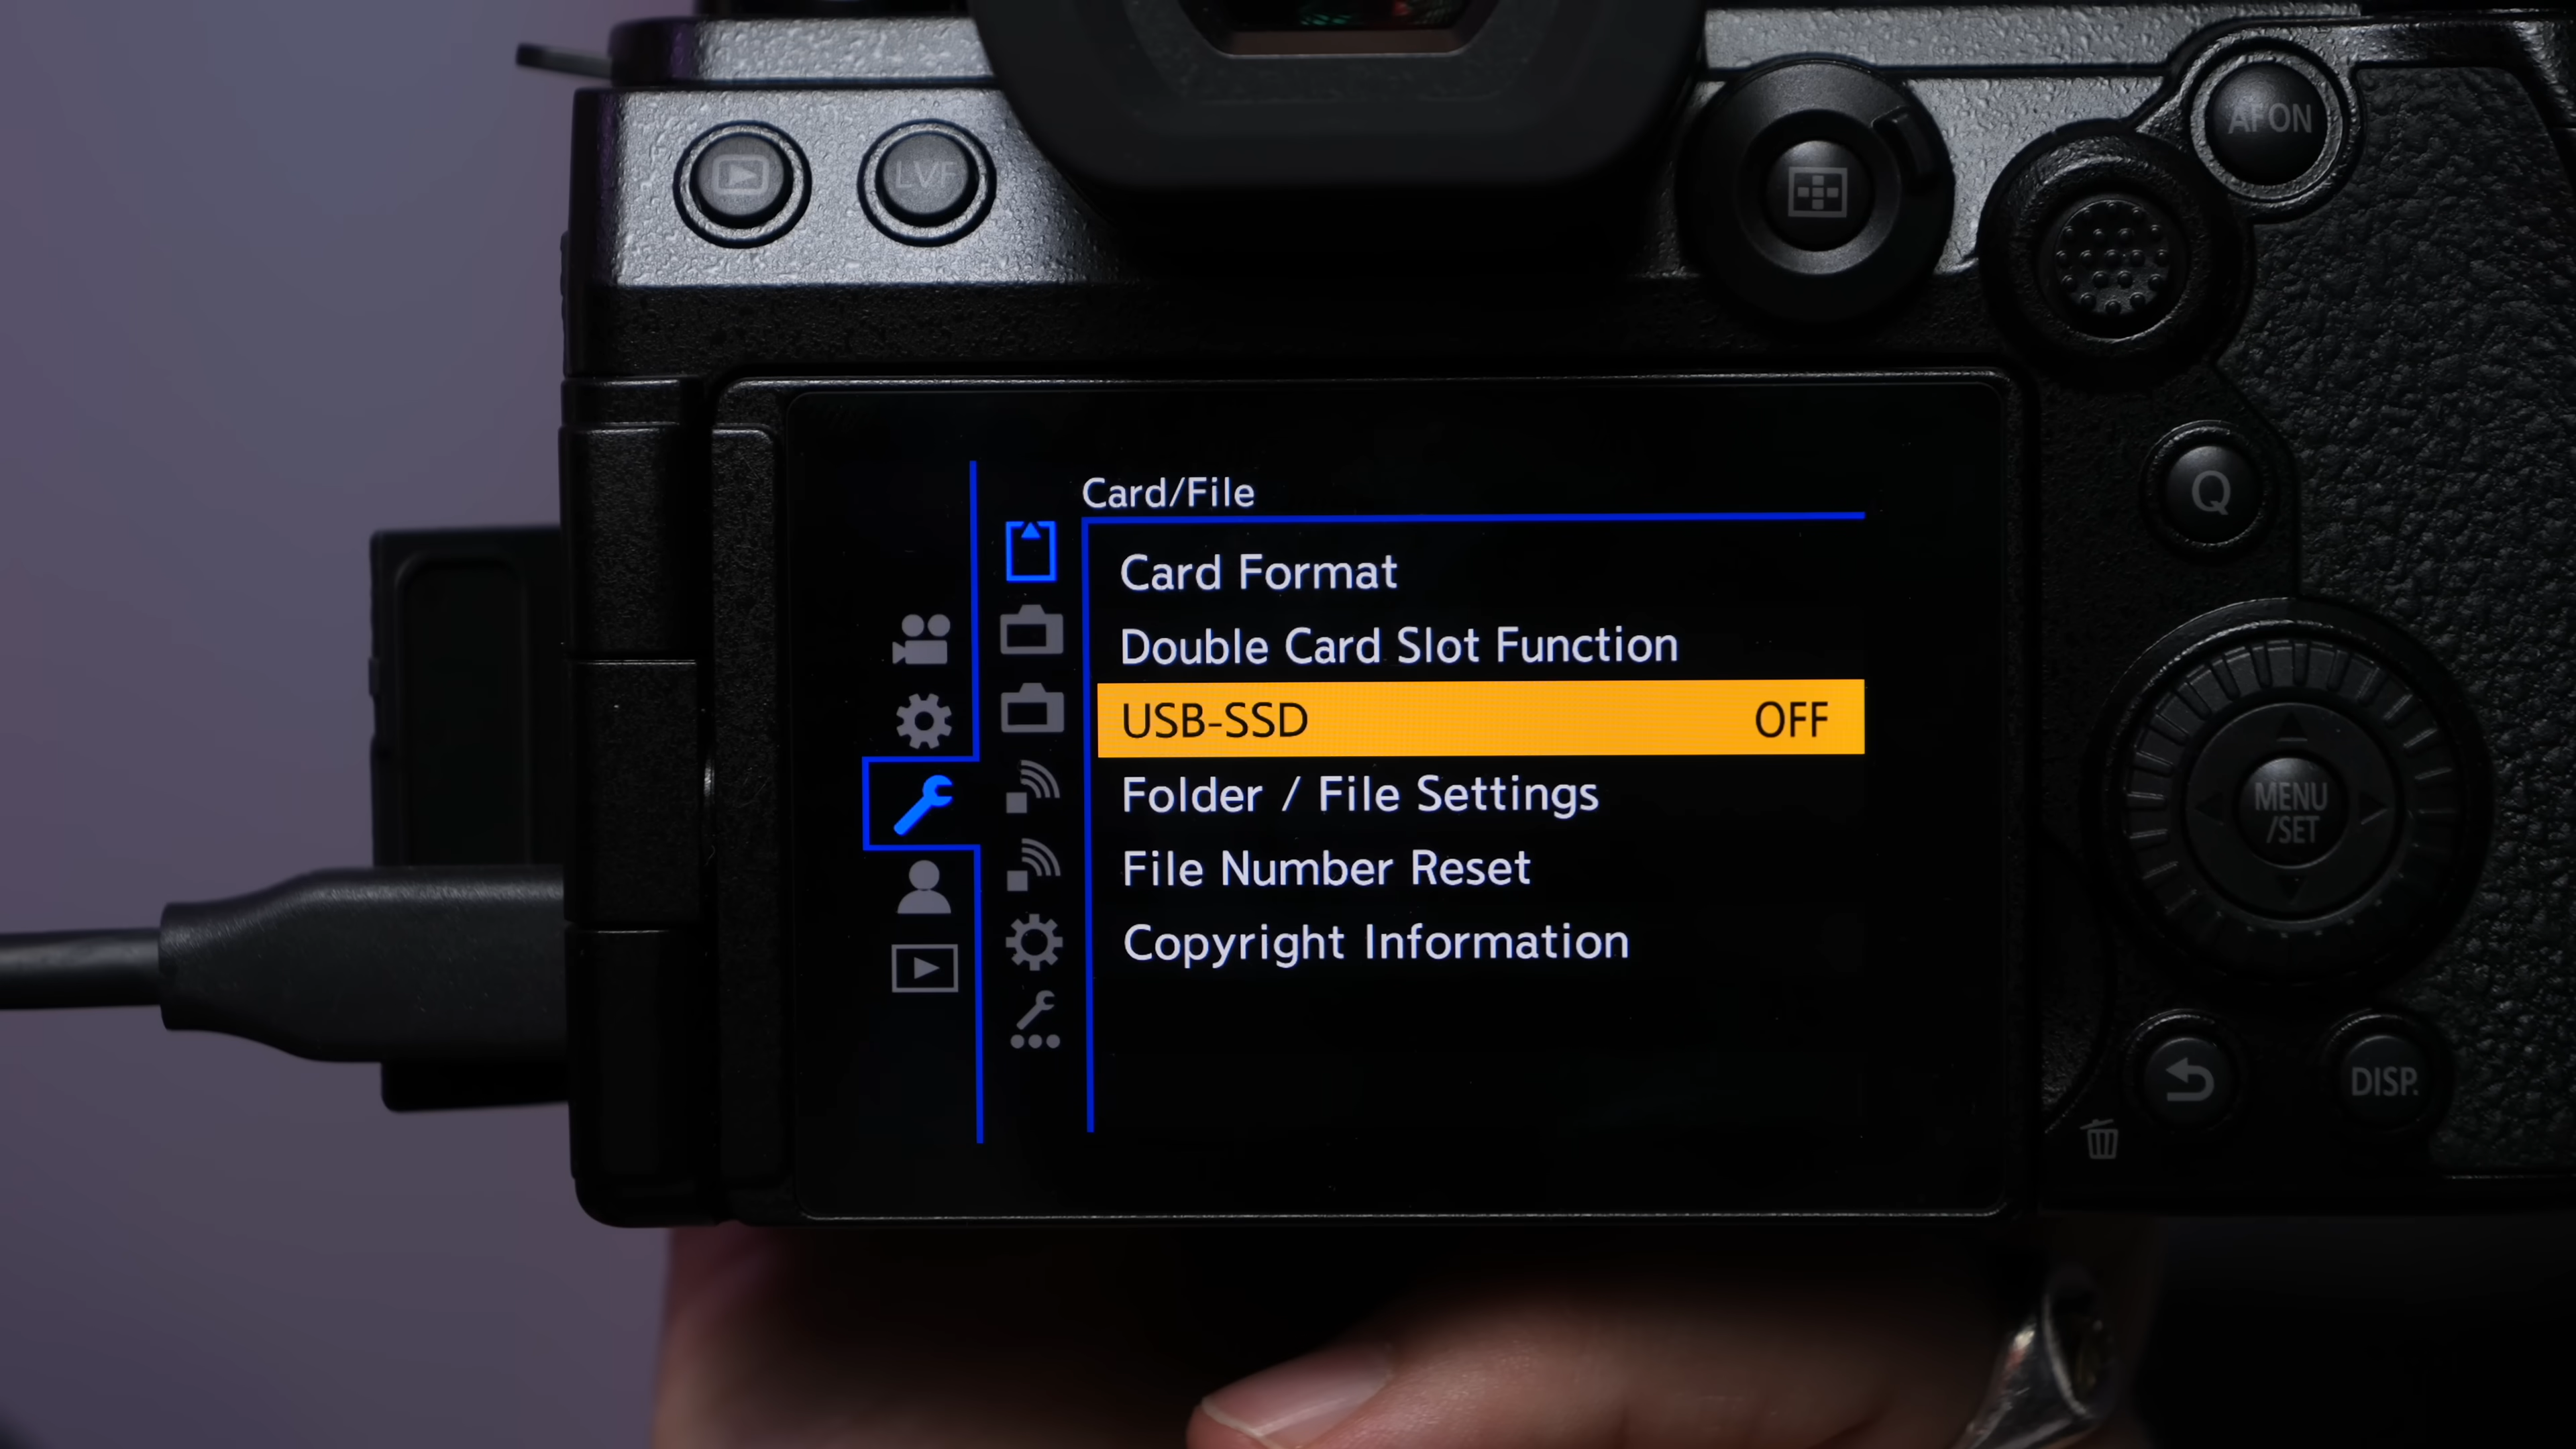 LVF
AF ON
Q
Card/File
Card Format
Double Card Slot Function
USB-SSD OFF
Folder / File Settings
File Number Reset
Copyright Information
MENU
/SET
DISP.